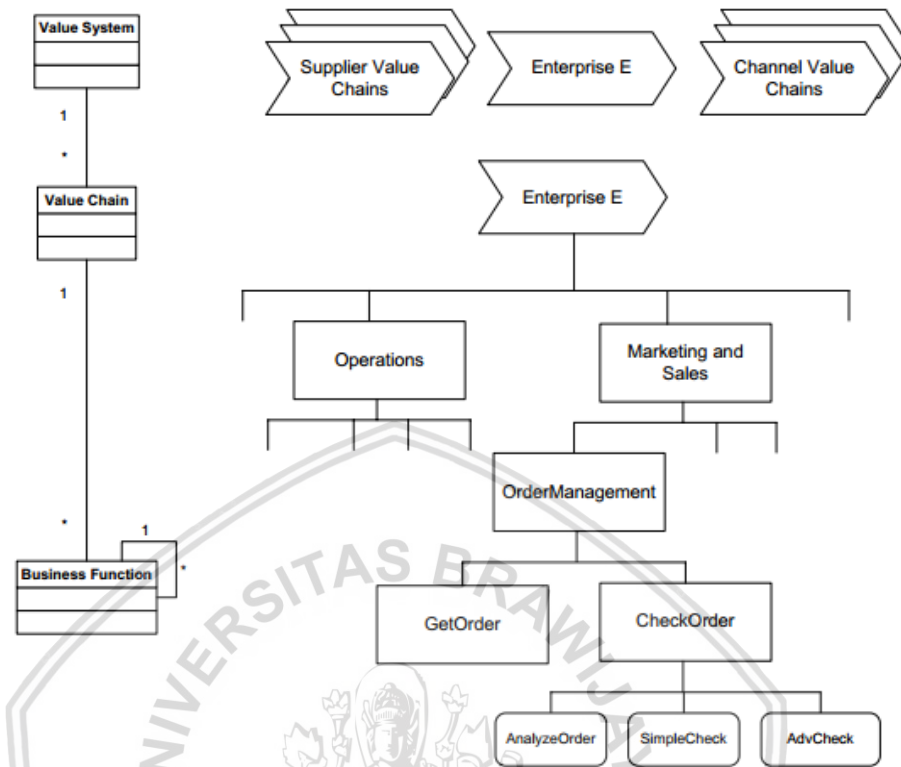 Value System
1
*
Value Chain
1
*
1
*
Business Function
Supplier Value
Chains
Enterprise E
Channel Value
Chains
Enterprise E
Operations
Marketing and
Sales
OrderManagement
GetOrder
CheckOrder
AnalyzeOrder
SimpleCheck
AdvCheck
UNIVERSITAS BRAWIJAY